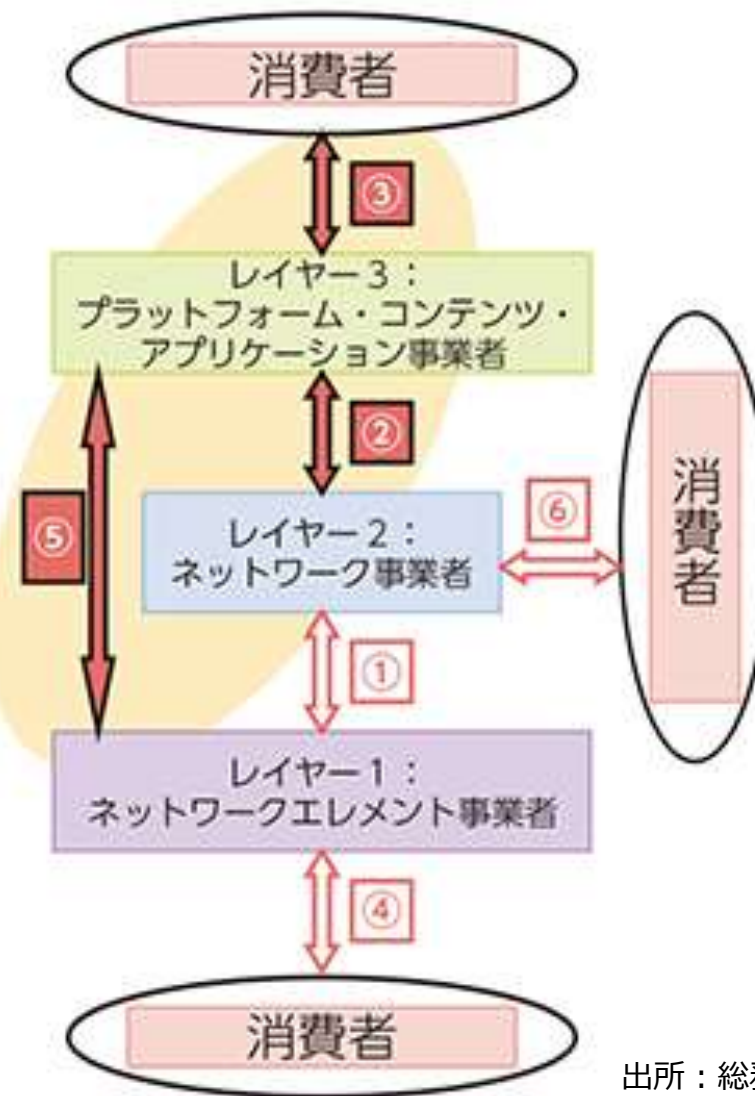 消費者
③
レイヤー3：
プラットフォーム・コンテンツ・
アプリケーション事業者
②
⑤
レイヤー2：
ネットワーク事業者
⑥
消費者
①
レイヤー1：
ネットワークエレメント事業者
④
消費者
出所：総務